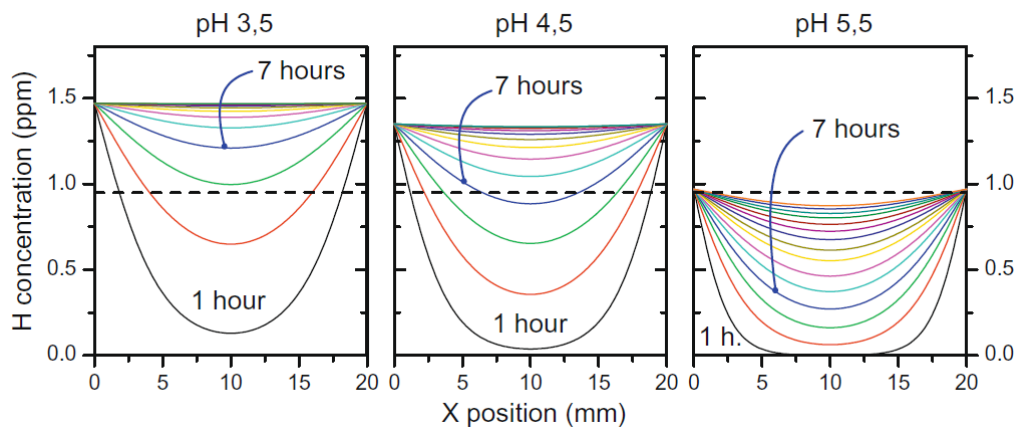 pH 3,5 pH 4,5 pH 5,5
H concentration (ppm)
1.5
1.0
0.5
0.0
7 hours
1 hour
0 5 10 15 20
7 hours
1 hour
0 5 10 15 20
7 hours
1 h.
0 5 10 15 20
1.5
1.0
0.5
0.0
X position (mm)